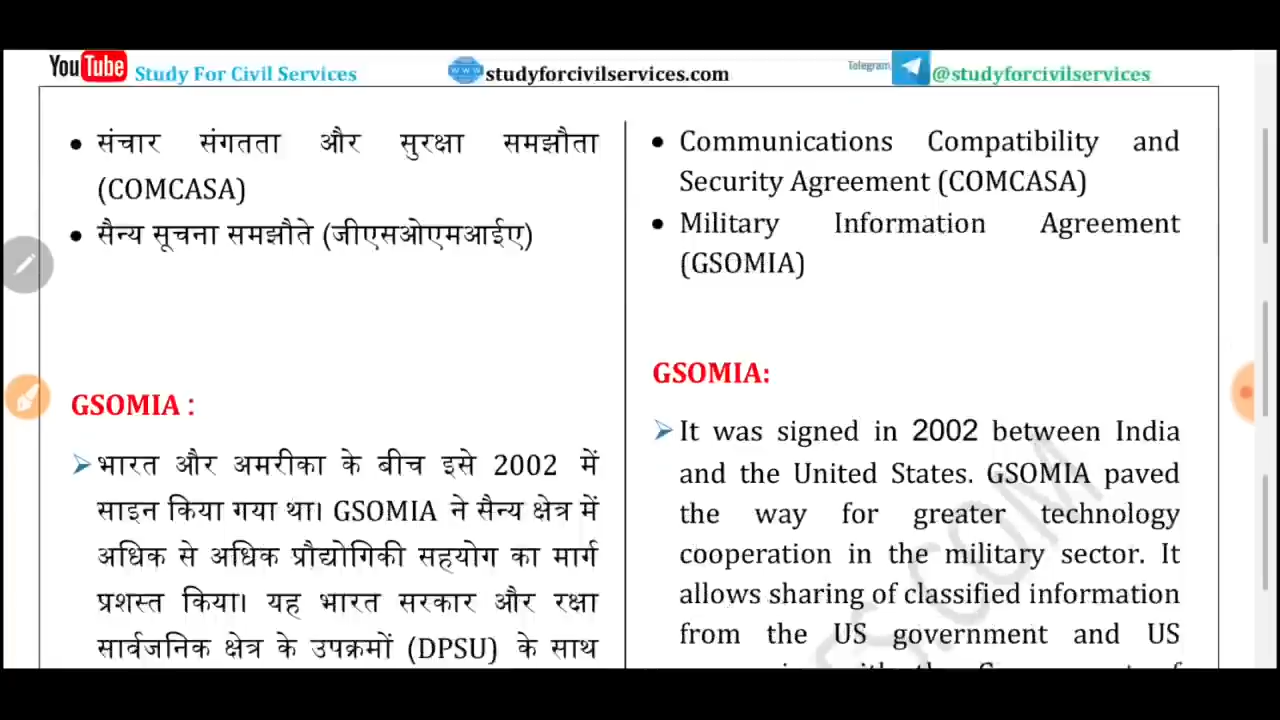 YouTube Study For Civil Services
www studyforcivilservices.com
Telegram @studyforcivilservices
• संचार संगतता और सुरक्षा समझौता
(COMCASA)
• सैन्य सूचना समझौते (जीएसओएमआईए)
GSOMIA :
➢ भारत और अमरीका के बीच इसे 2002 में
साइन किया गया था। GSOMIA ने सैन्य क्षेत्र में
अधिक से अधिक प्रौद्योगिकी सहयोग का मार्ग
प्रशस्त किया। यह भारत सरकार और रक्षा
सार्वजनिक क्षेत्र के उपक्रमों (DPSU) के साथ
• Communications Compatibility and
Security Agreement (COMCASA)
• Military Information Agreement
(GSOMIA)
GSOMIA:
➢ It was signed in 2002 between India
and the United States. GSOMIA paved
the way for greater technology
cooperation in the military sector. It
allows sharing of classified information
from the US government and US